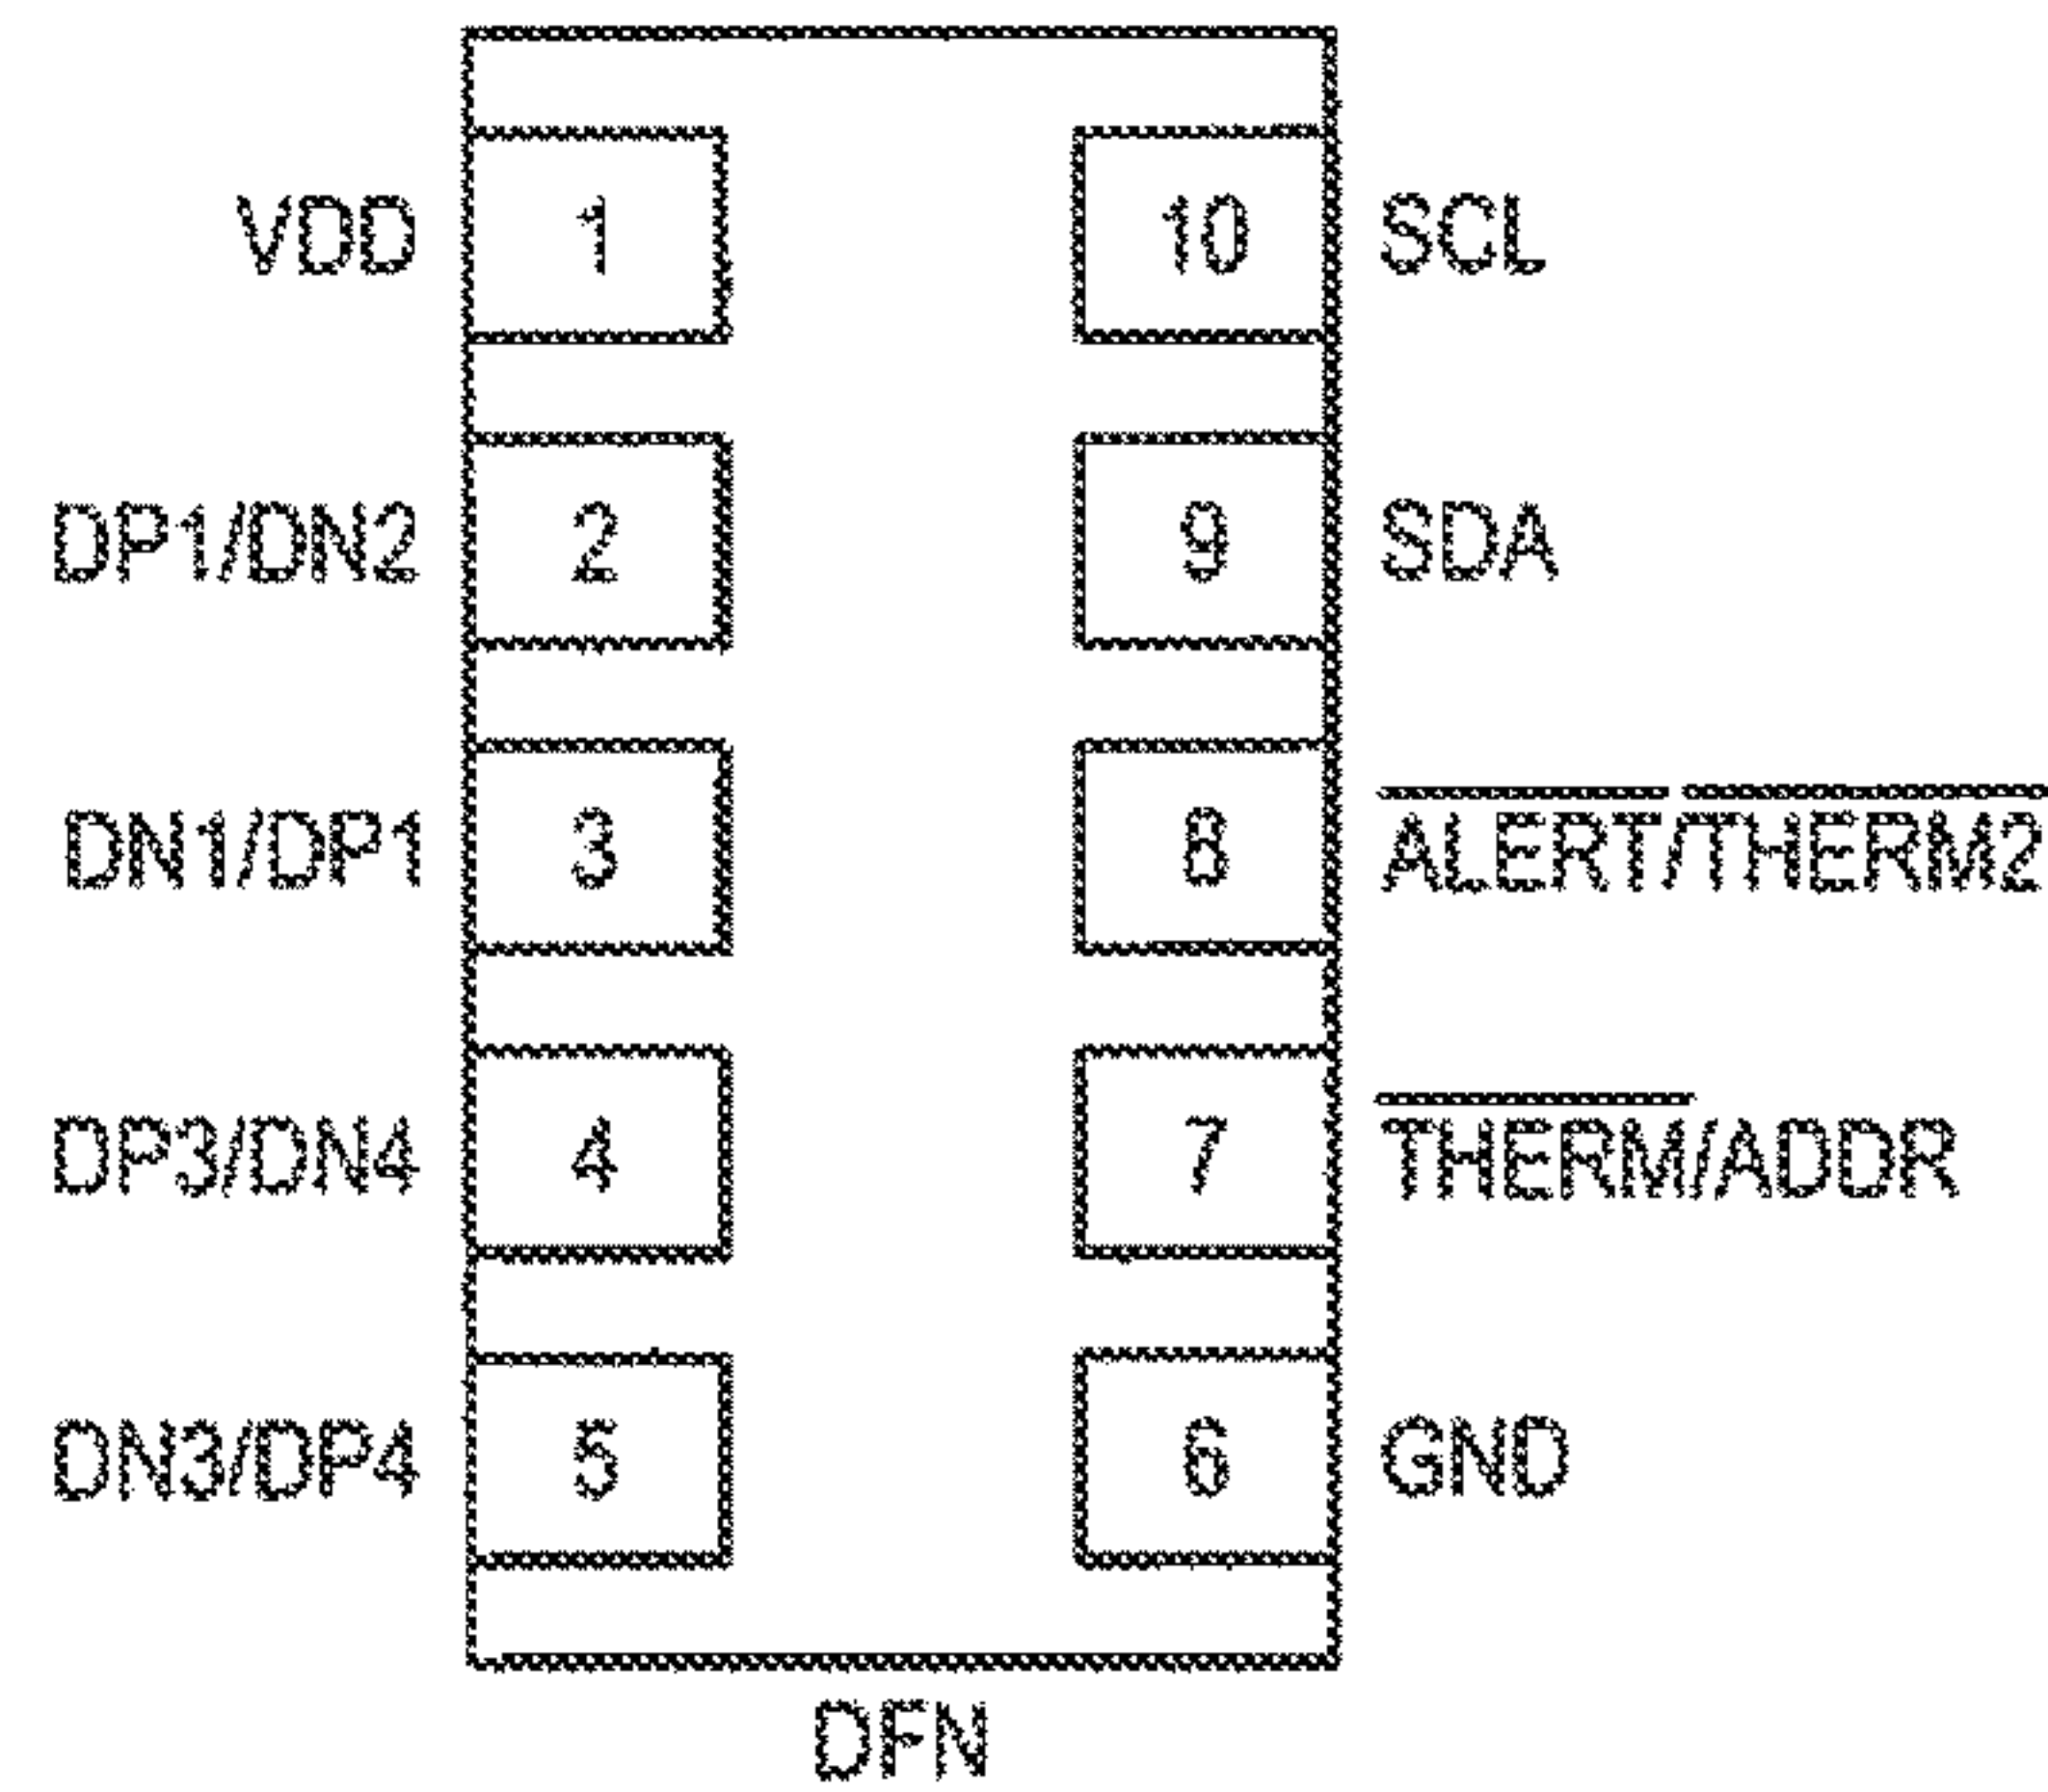 VDD 1 10 SCL
DP1/DN2 2 9 SDA
DN1/DP1 3 8 ALERT/THERM2
DP3/DN4 4 7 THERM/ADDR
DN3/DP4 5 6 GND
DFN